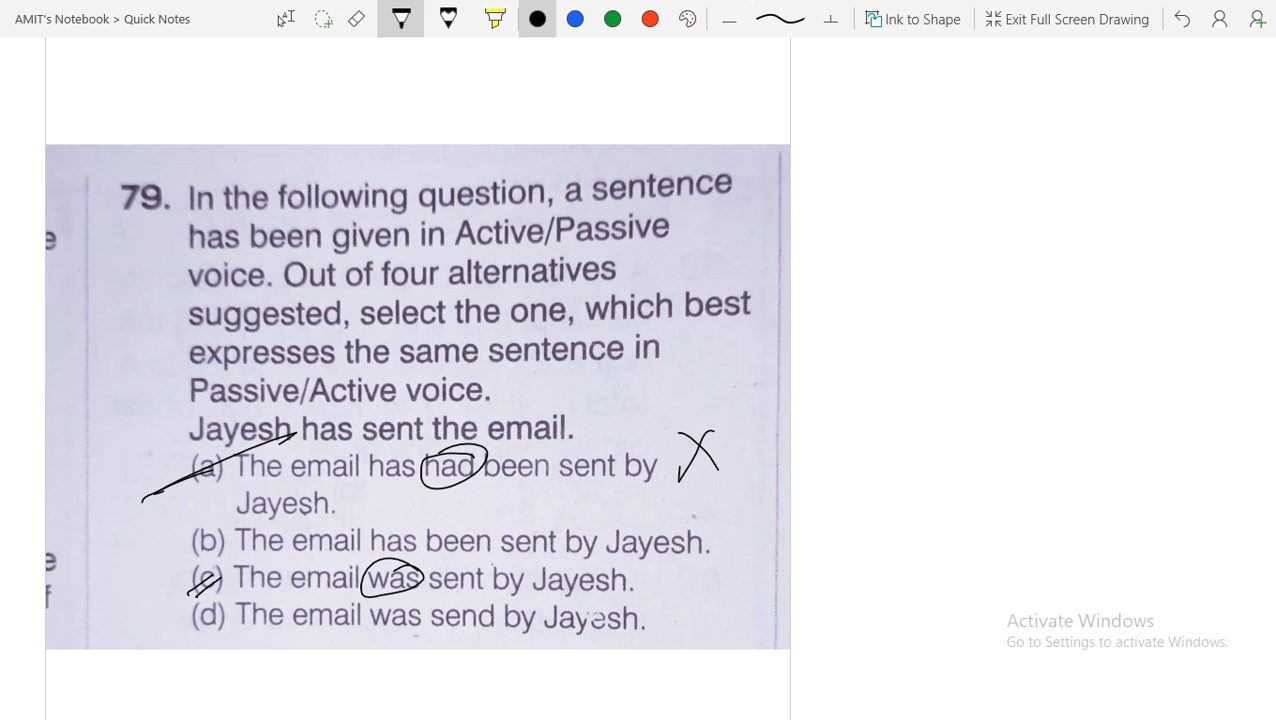 AMIT's Notebook > Quick Notes
Ink to Shape
Exit Full Screen Drawing
79. In the following question, a sentence
has been given in Active/Passive
voice. Out of four alternatives
suggested, select the one, which best
expresses the same sentence in
Passive/Active voice.
Jayesh has sent the email.
(a) The email has had been sent by
Jayesh.
(b) The email has been sent by Jayesh.
(c) The email was sent by Jayesh.
(d) The email was send by Jayesh.
e
e
f
Activate Windows
Go to Settings to activate Windows.